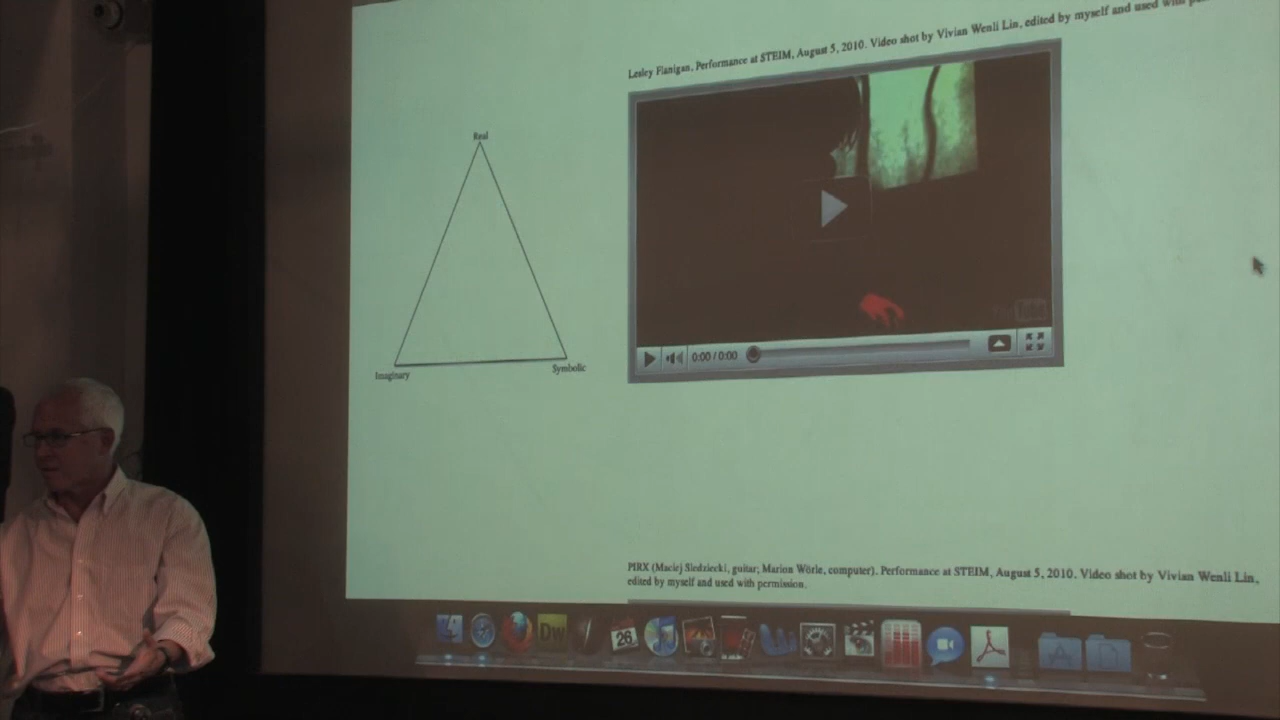 Lesley Flanigan, Performance at STEIM, August 5, 2010. Video shot by Vivian Wenli Lin, edited by myself and used with
Real
Imaginary
Symbolic
0:00 / 0:00
PIRX (Maciej Sledziecki, guitar; Marion Wörle, computer). Performance at STEIM, August 5, 2010. Video shot by Vivian Wenli Lin,
edited by myself and used with permission.
Dw
26